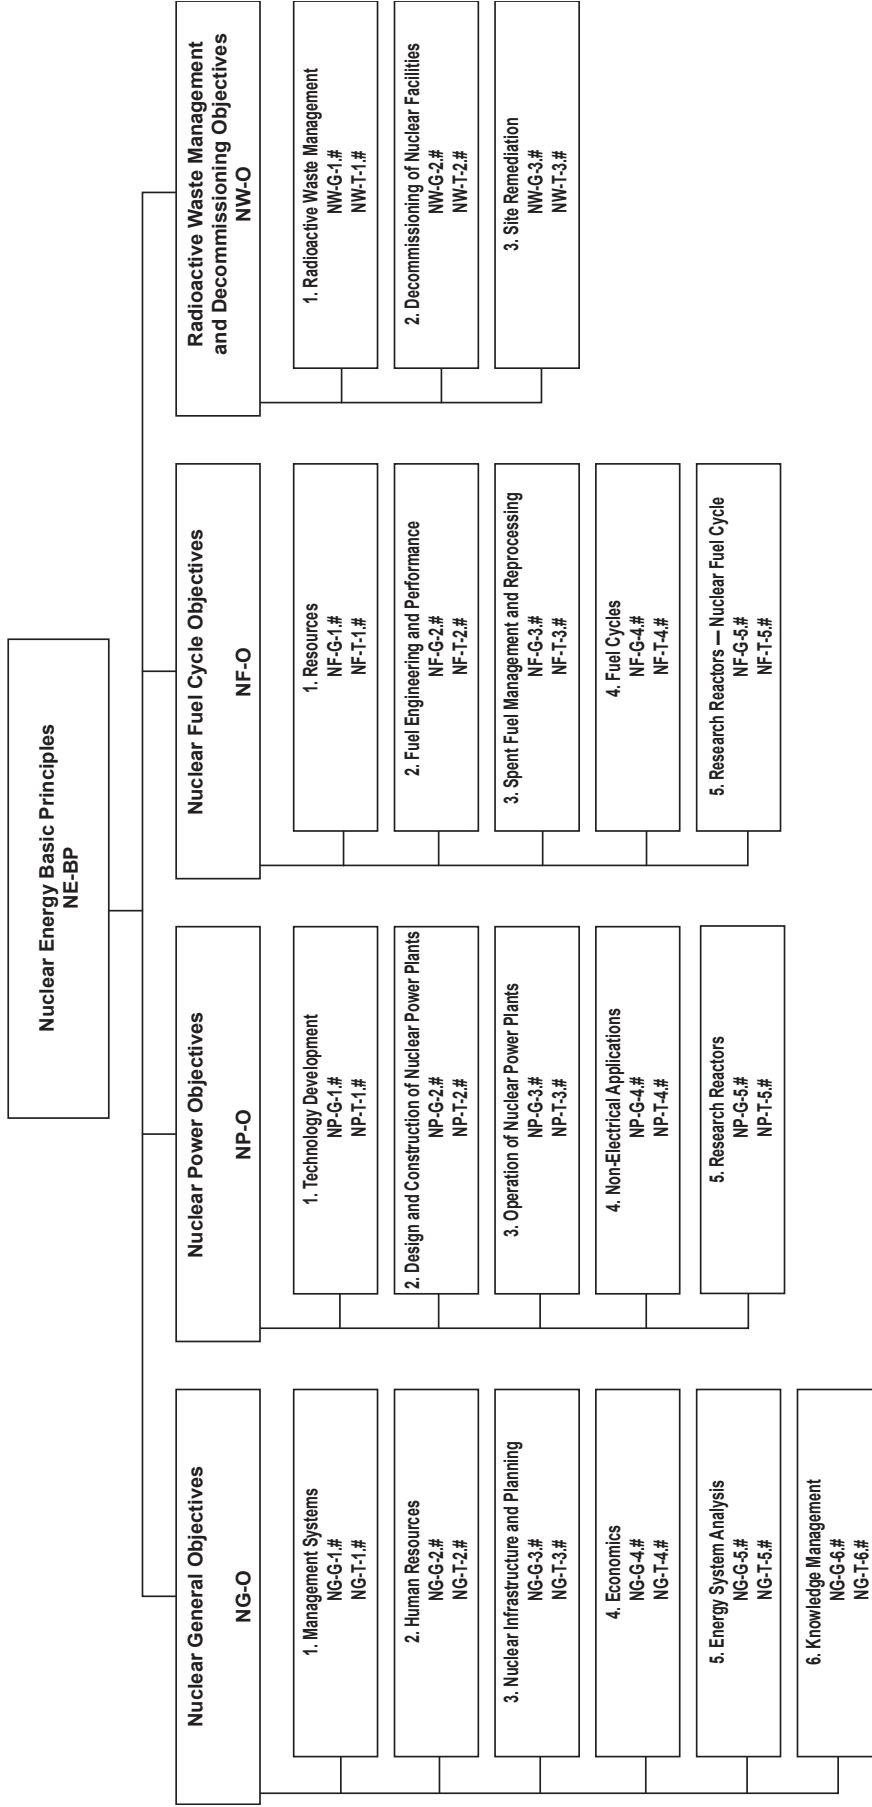 Nuclear Energy Basic Principles
NE-BP
Nuclear General Objectives
NG-O
1. Management Systems
NG-G-1.#
NG-T-1.#
2. Human Resources
NG-G-2.#
NG-T-2.#
3. Nuclear Infrastructure and Planning
NG-G-3.#
NG-T-3.#
4. Economics
NG-G-4.#
NG-T-4.#
5. Energy System Analysis
NG-G-5.#
NG-T-5.#
6. Knowledge Management
NG-G-6.#
NG-T-6.#
Nuclear Power Objectives
NP-O
1. Technology Development
NP-G-1.#
NP-T-1.#
2. Design and Construction of Nuclear Power Plants
NP-G-2.#
NP-T-2.#
3. Operation of Nuclear Power Plants
NP-G-3.#
NP-T-3.#
4. Non-Electrical Applications
NP-G-4.#
NP-T-4.#
5. Research Reactors
NP-G-5.#
NP-T-5.#
Nuclear Fuel Cycle Objectives
NF-O
1. Resources
NF-G-1.#
NF-T-1.#
2. Fuel Engineering and Performance
NF-G-2.#
NF-T-2.#
3. Spent Fuel Management and Reprocessing
NF-G-3.#
NF-T-3.#
4. Fuel Cycles
NF-G-4.#
NF-T-4.#
5. Research Reactors — Nuclear Fuel Cycle
NF-G-5.#
NF-T-5.#
Radioactive Waste Management
and Decommissioning Objectives
NW-O
1. Radioactive Waste Management
NW-G-1.#
NW-T-1.#
2. Decommissioning of Nuclear Facilities
NW-G-2.#
NW-T-2.#
3. Site Remediation
NW-G-3.#
NW-T-3.#